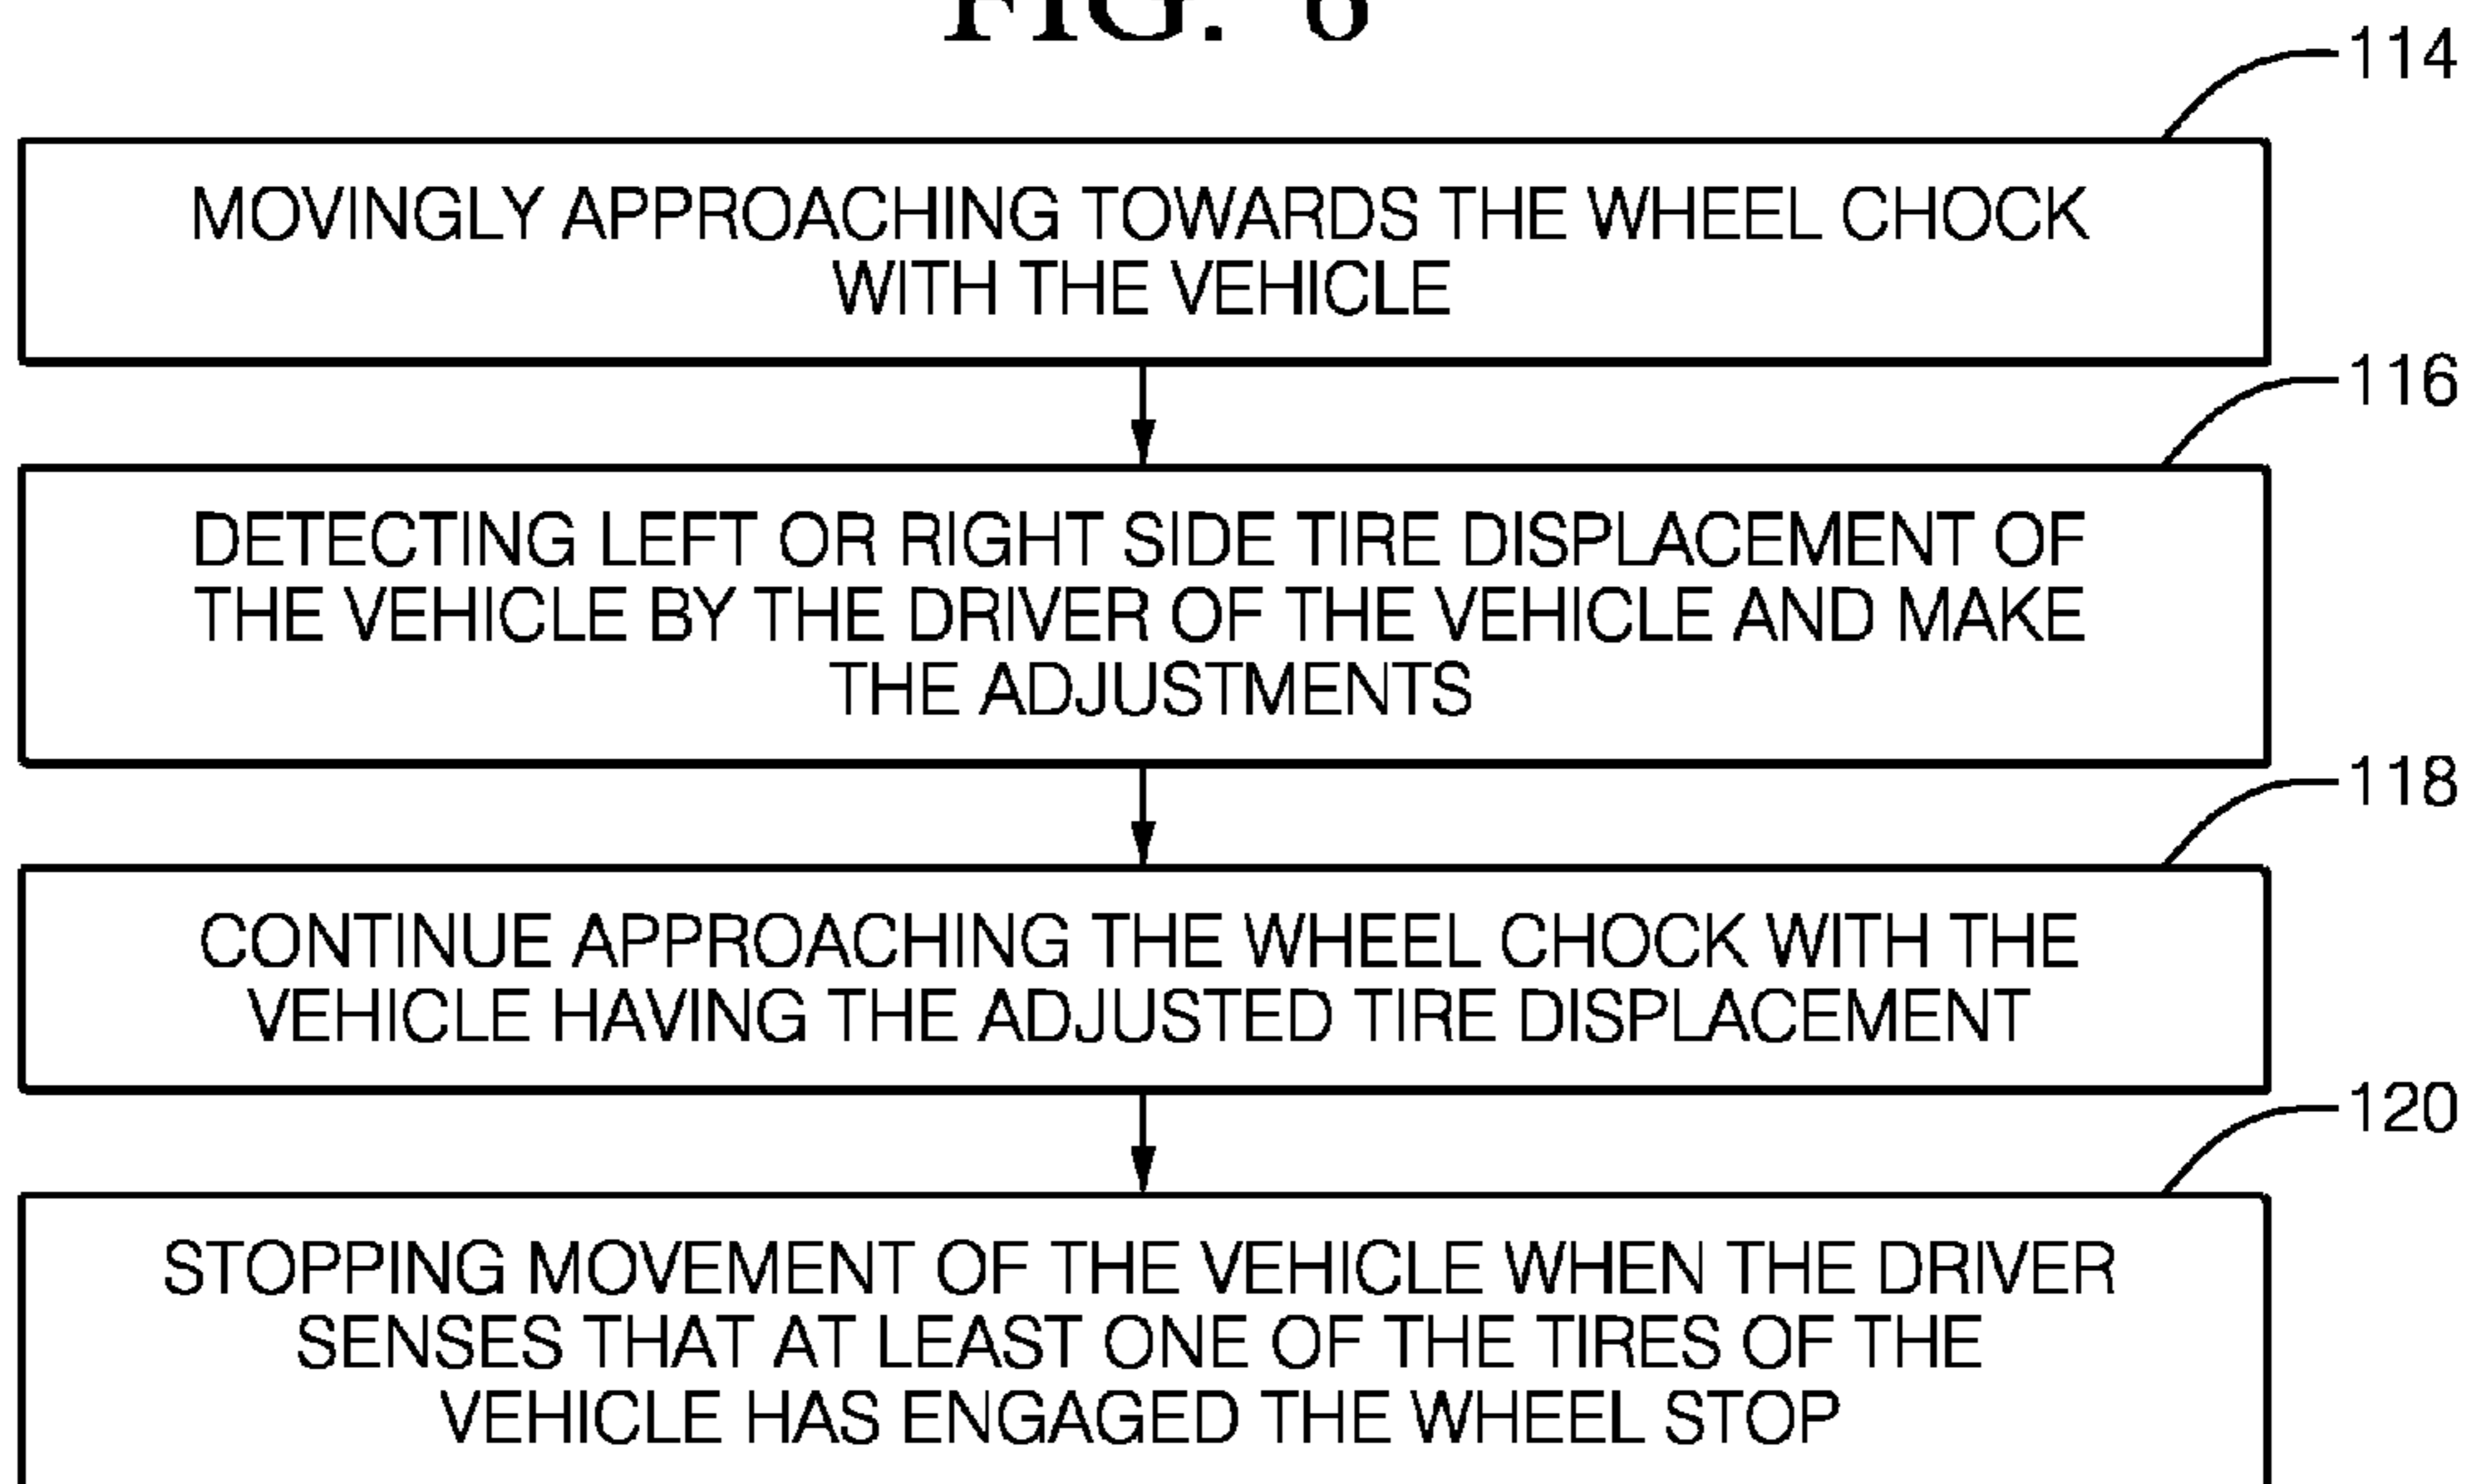 FIG. 6
114
MOVINGLY APPROACHING TOWARDS THE WHEEL CHOCK
WITH THE VEHICLE
116
DETECTING LEFT OR RIGHT SIDE TIRE DISPLACEMENT OF
THE VEHICLE BY THE DRIVER OF THE VEHICLE AND MAKE
THE ADJUSTMENTS
118
CONTINUE APPROACHING THE WHEEL CHOCK WITH THE
VEHICLE HAVING THE ADJUSTED TIRE DISPLACEMENT
120
STOPPING MOVEMENT OF THE VEHICLE WHEN THE DRIVER
SENSES THAT AT LEAST ONE OF THE TIRES OF THE
VEHICLE HAS ENGAGED THE WHEEL STOP